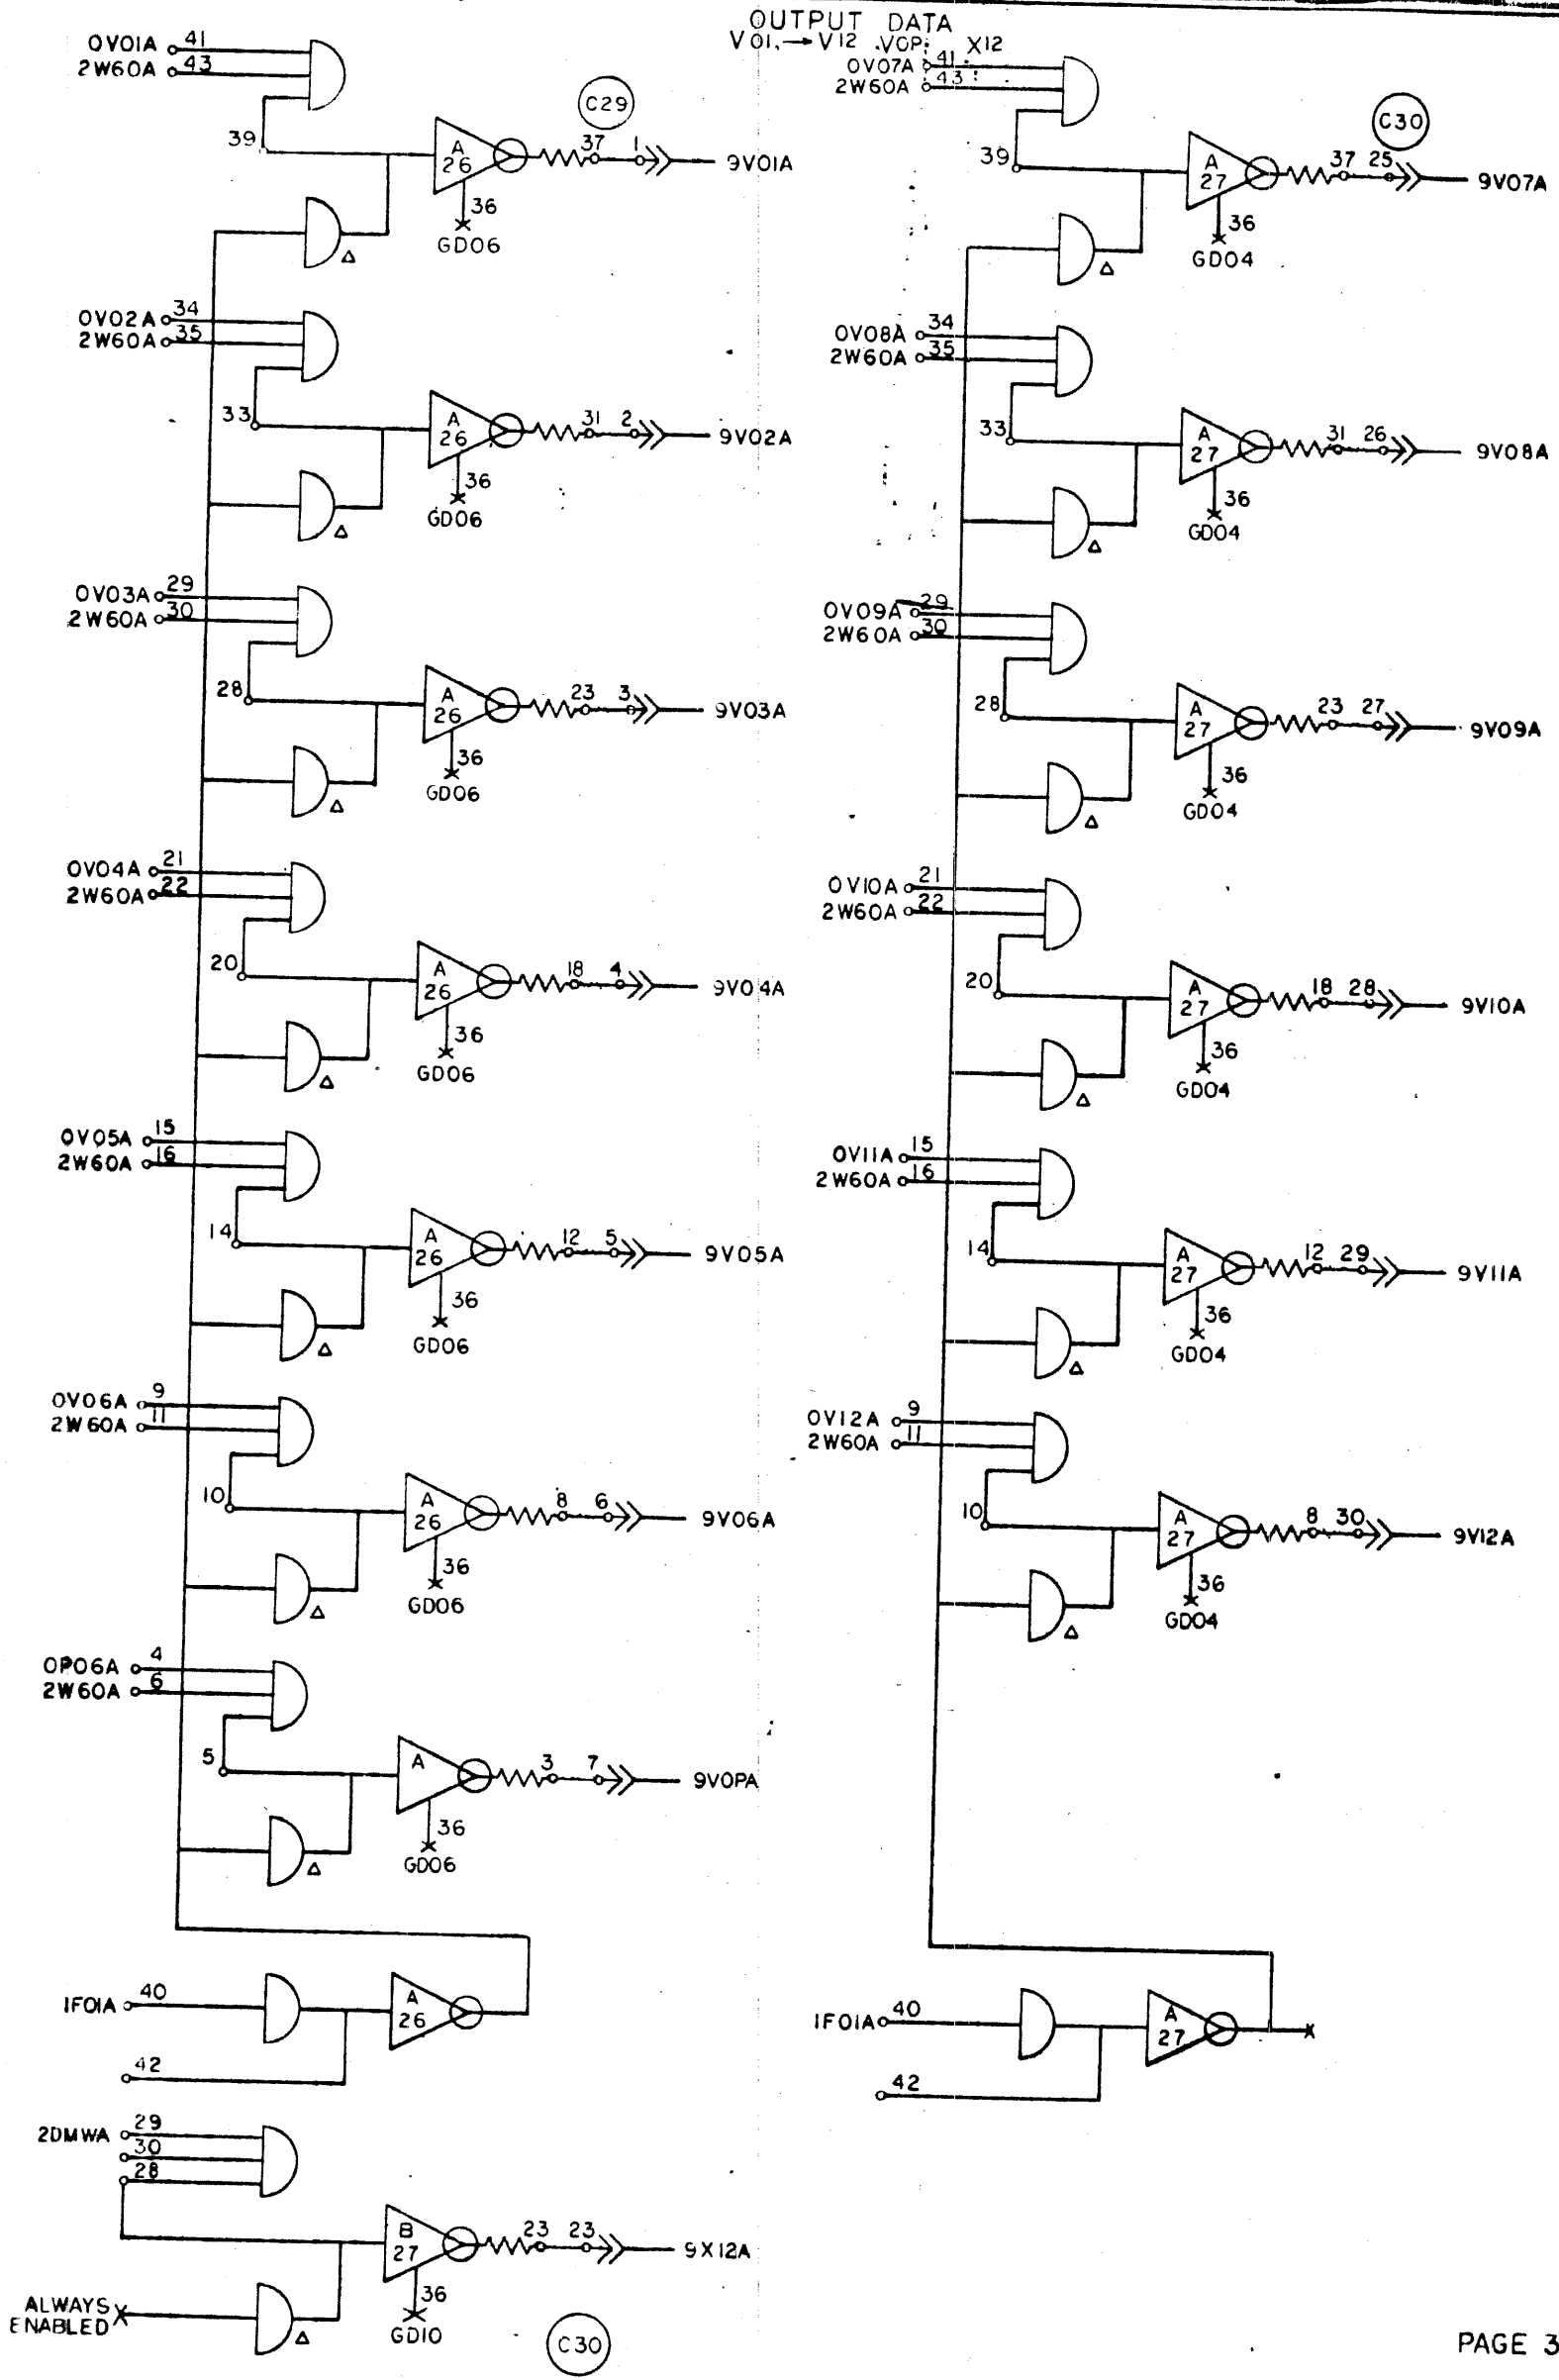 OUTPUT DATA
V01.→V12 .VOP. X12
0V01A 41
2W60A 43
C29
39
A 26
37 1 9V01A
36
GD06
Δ
0V02A 34
2W60A 35
33
A 26
31 2 9V02A
36
GD06
Δ
0V03A 29
2W60A 30
28
A 26
23 3 9V03A
36
GD06
Δ
0V04A 21
2W60A 22
20
A 26
18 4 9V04A
36
GD06
Δ
0V05A 15
2W60A 16
14
A 26
12 5 9V05A
36
GD06
Δ
0V06A 9
2W60A 11
10
A 26
8 6 9V06A
36
GD06
Δ
0P06A 4
2W60A 6
5
A
3 7 9V0PA
36
GD06
Δ
1F01A 40
A 26
42
2DMWA 29
30
28
B 27
23 23 9X12A
36
GD10
ALWAYS
ENABLED
Δ
C30
0V07A 41
2W60A 43
C30
39
A 27
37 25 9V07A
36
GD04
Δ
0V08A 34
2W60A 35
33
A 27
31 26 9V08A
36
GD04
Δ
0V09A 29
2W60A 30
28
A 27
23 27 9V09A
36
GD04
Δ
0V10A 21
2W60A 22
20
A 27
18 28 9V10A
36
GD04
Δ
0V11A 15
2W60A 16
14
A 27
12 29 9V11A
36
GD04
Δ
0V12A 9
2W60A 11
10
A 27
8 30 9V12A
36
GD04
Δ
1F01A 40
A 27
42
PAGE 3